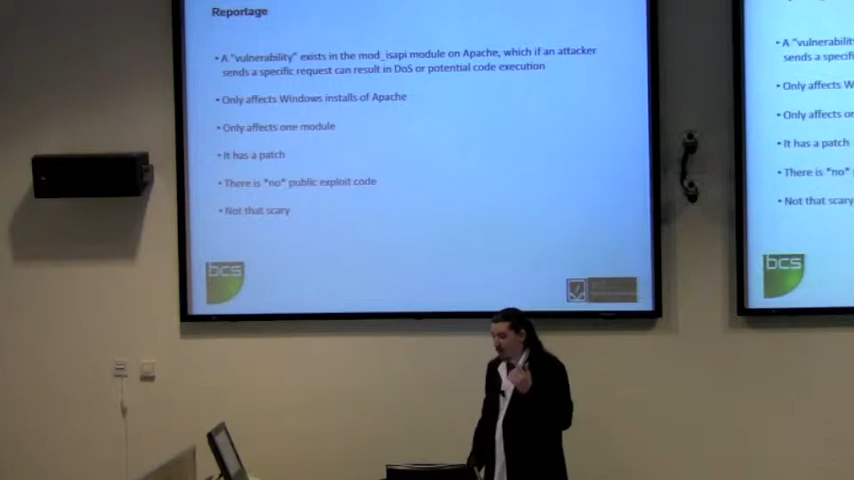 Reportage
• A "vulnerability" exists in the mod_isapi module on Apache, which if an attacker
sends a specific request can result in DoS or potential code execution
• Only affects Windows installs of Apache
• Only affects one module
• It has a patch
• There is *no* public exploit code
• Not that scary
bcs
• A "vulnerability"
sends a specifi
• Only affects W
• Only affects or
• It has a patch
• There is *no*
• Not that scary
bcs